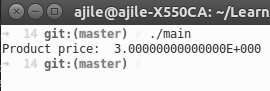 ajile@ajile-X550CA: ~/Learn
→ 14 git:(master) ✗ ./main
Product price: 3.00000000000000E+000
→ 14 git:(master) ✗